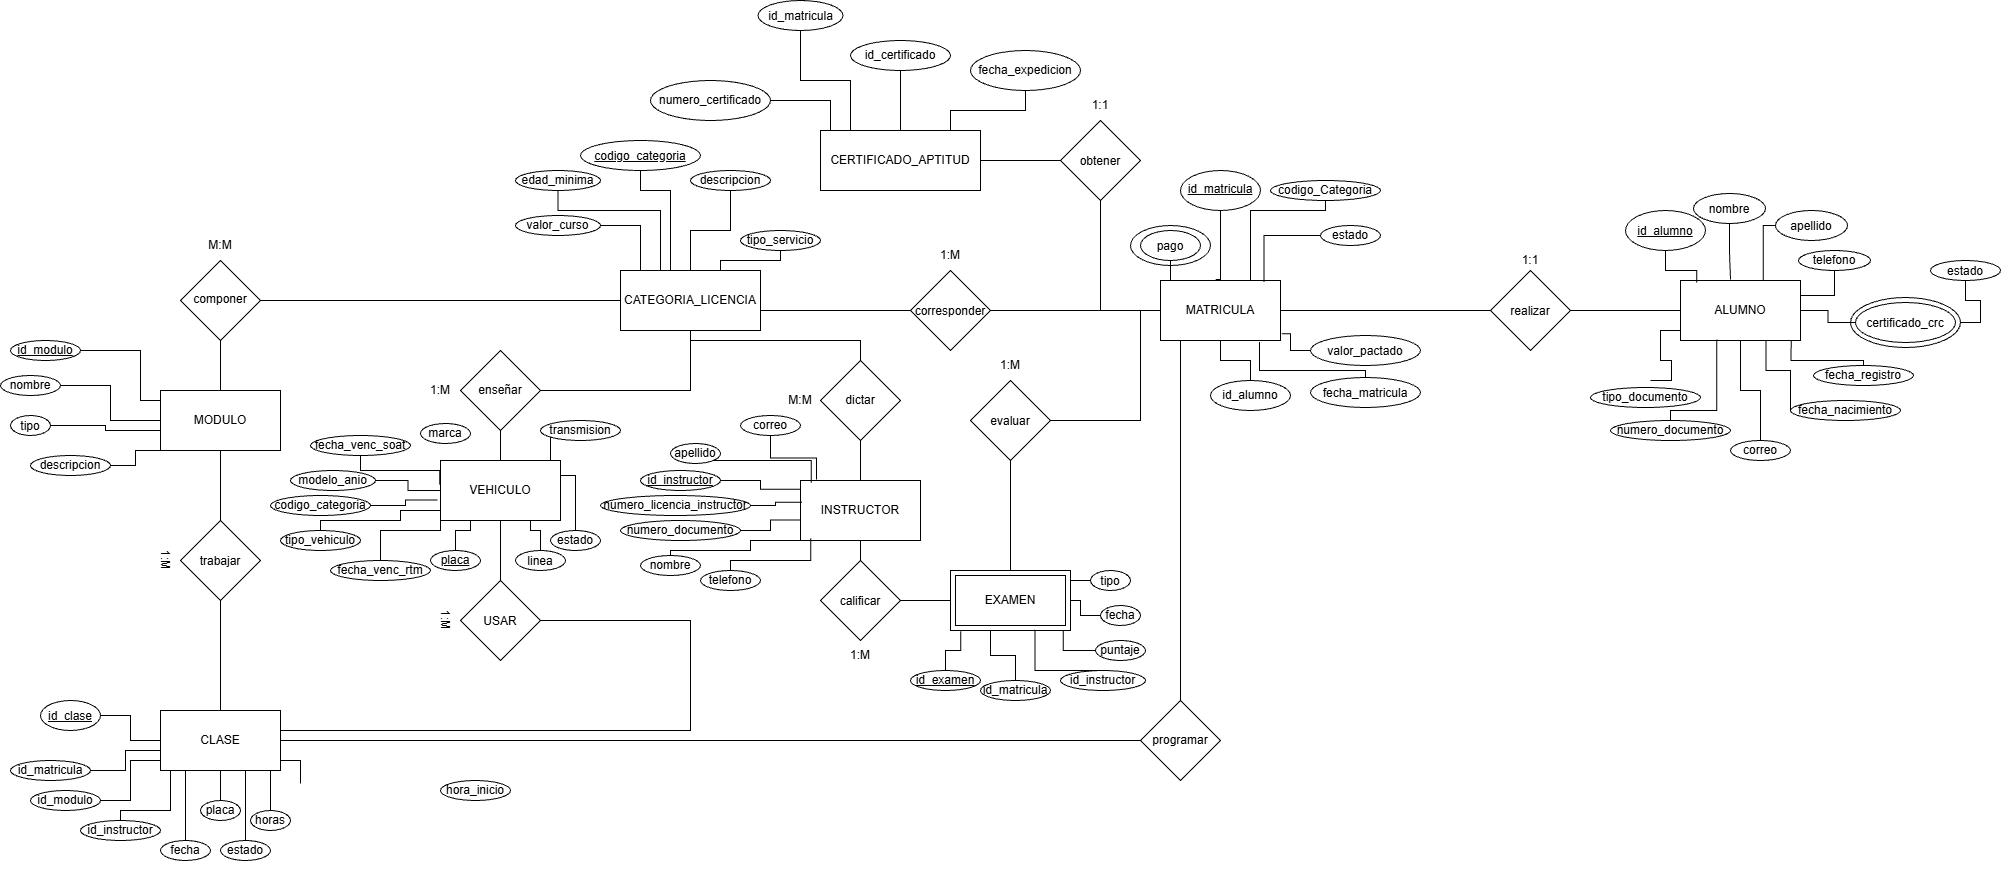 id_matricula
id_certificado
fecha_expedicion
numero_certificado
1:1
CERTIFICADO_APTITUD
obtener
codigo_categoria
edad_minima
descripcion
valor_curso
tipo_servicio
id_matricula
codigo_Categoria
pago
estado
nombre
id_alumno
apellido
telefono
estado
M:M
componer
CATEGORIA_LICENCIA
1:M
corresponder
MATRICULA
1:1
realizar
ALUMNO
certificado_crc
id_modulo
nombre
tipo
descripcion
MODULO
1:M
enseñar
M:M
dictar
1:M
evaluar
valor_pactado
id_alumno
fecha_matricula
fecha_registro
tipo_documento
fecha_nacimiento
numero_documento
correo
marca
transmision
fecha_venc_soat
modelo_anio
codigo_categoria
VEHICULO
tipo_vehiculo
fecha_venc_rtm
placa
linea
estado
correo
apellido
id_instructor
numero_licencia_instructor
numero_documento
nombre
telefono
INSTRUCTOR
1:M
trabajar
1:M
USAR
calificar
1:M
EXAMEN
tipo
fecha
puntaje
id_examen
id_matricula
id_instructor
id_clase
CLASE
programar
id_matricula
id_modulo
id_instructor
placa
horas
fecha
estado
hora_inicio